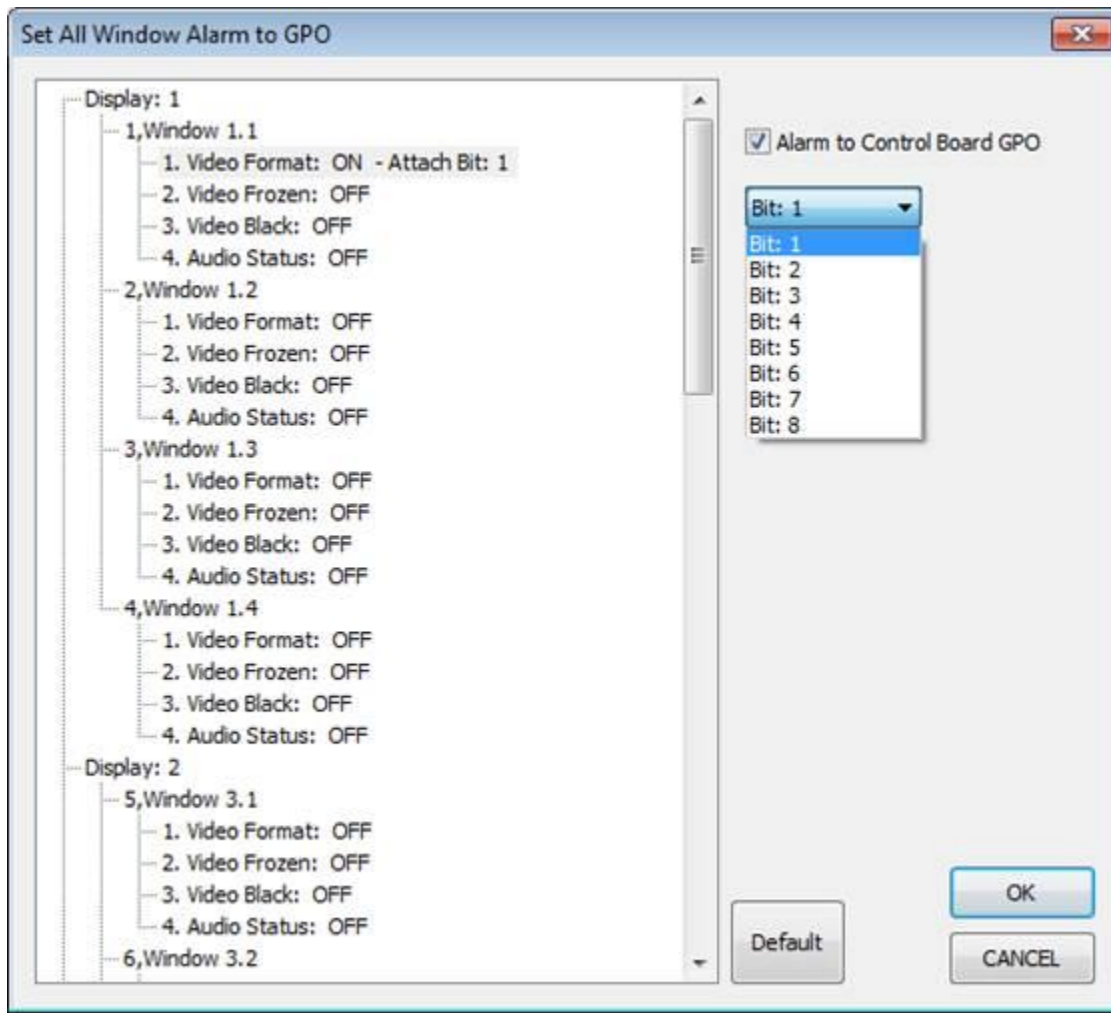 Set All Window Alarm to GPO
Display: 1
1,Window 1.1
1. Video Format: ON - Attach Bit: 1
2. Video Frozen: OFF
3. Video Black: OFF
4. Audio Status: OFF
2,Window 1.2
1. Video Format: OFF
2. Video Frozen: OFF
3. Video Black: OFF
4. Audio Status: OFF
3,Window 1.3
1. Video Format: OFF
2. Video Frozen: OFF
3. Video Black: OFF
4. Audio Status: OFF
4,Window 1.4
1. Video Format: OFF
2. Video Frozen: OFF
3. Video Black: OFF
4. Audio Status: OFF
Display: 2
5,Window 3.1
1. Video Format: OFF
2. Video Frozen: OFF
3. Video Black: OFF
4. Audio Status: OFF
6,Window 3.2
Alarm to Control Board GPO
Bit: 1
Bit: 1
Bit: 2
Bit: 3
Bit: 4
Bit: 5
Bit: 6
Bit: 7
Bit: 8
Default
OK
CANCEL